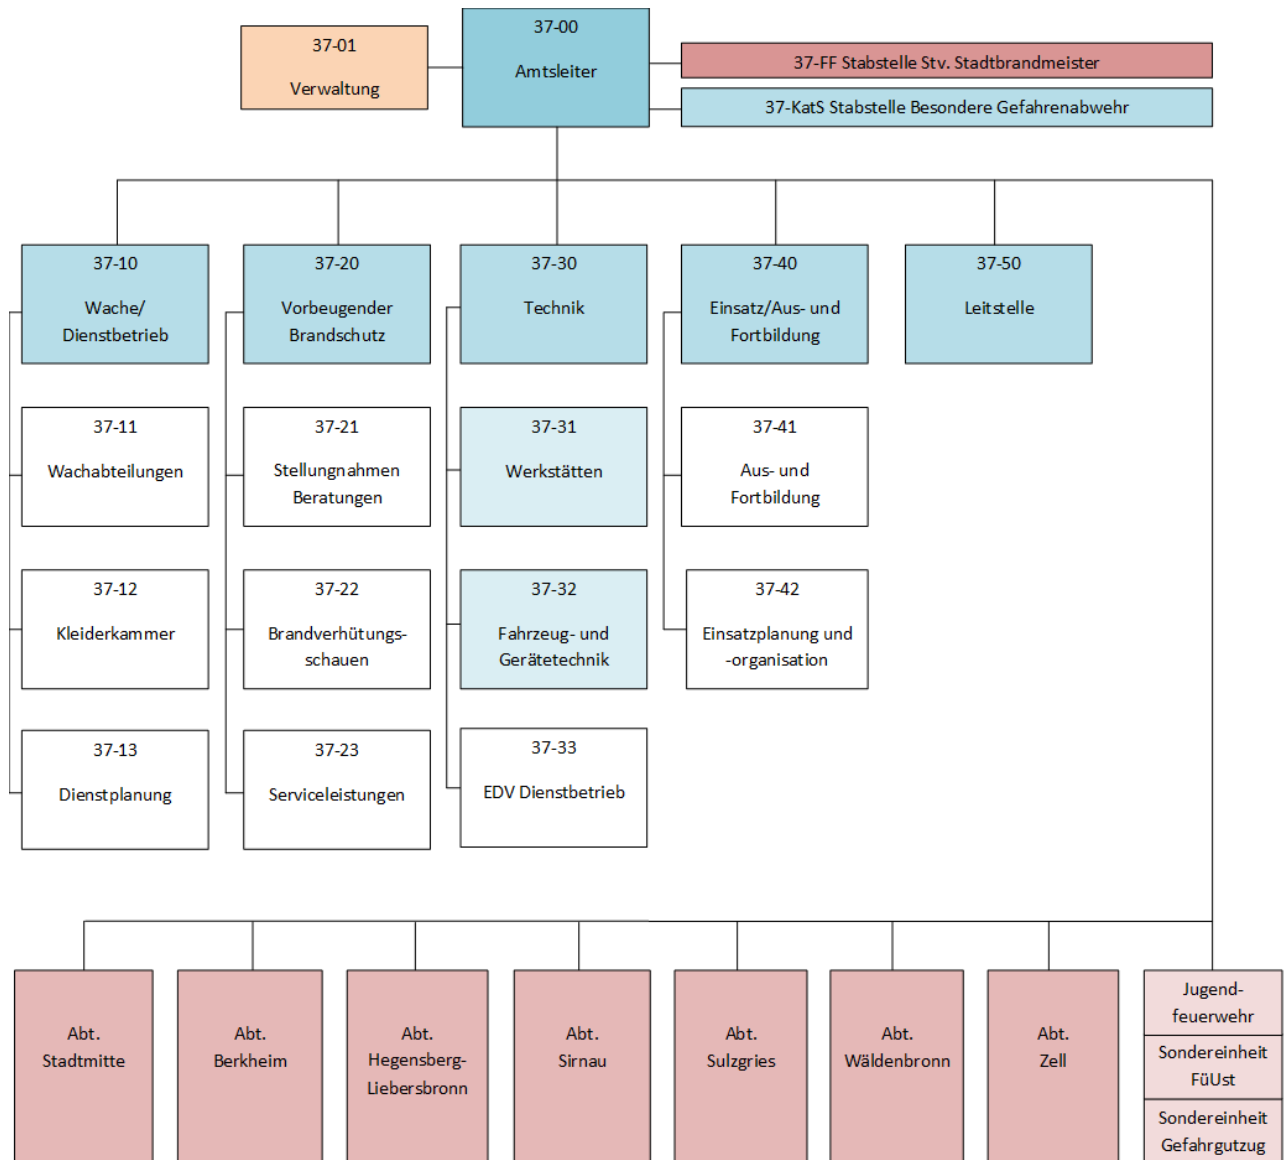 37-01
Verwaltung
37-00
Amtsleiter
37-FF Stabstelle Stv. Stadtbrandmeister
37-KatS Stabstelle Besondere Gefahrenabwehr
37-10
Wache/
Dienstbetrieb
37-20
Vorbeugender
Brandschutz
37-30
Technik
37-40
Einsatz/Aus- und
Fortbildung
37-50
Leitstelle
37-11
Wachabteilungen
37-21
Stellungnahmen
Beratungen
37-31
Werkstätten
37-41
Aus- und
Fortbildung
37-12
Kleiderkammer
37-22
Brandverhütungs-
schauen
37-32
Fahrzeug- und
Gerätetechnik
37-42
Einsatzplanung und
-organisation
37-13
Dienstplanung
37-23
Serviceleistungen
37-33
EDV Dienstbetrieb
Abt.
Stadtmitte
Abt.
Berkheim
Abt.
Hegensberg-
Liebersbronn
Abt.
Sirnau
Abt.
Sulzgries
Abt.
Wäldenbronn
Abt.
Zell
Jugend-
feuerwehr
Sondereinheit
FüUst
Sondereinheit
Gefahrgutzug